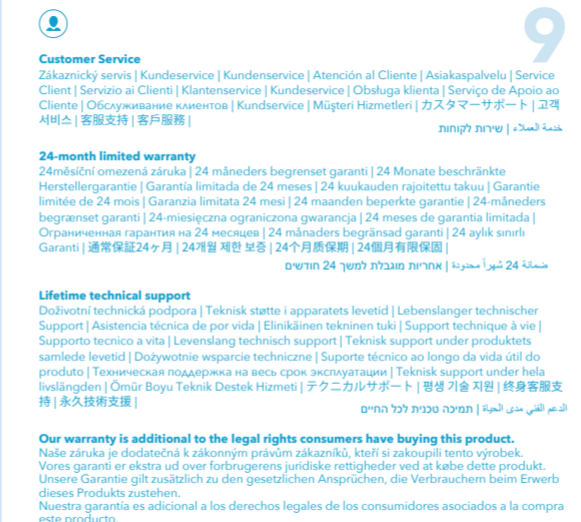 9
Customer Service
Zákaznický servis | Kundeservice | Kundenservice | Atención al Cliente | Asiakaspalvelu | Service
Client | Servizio ai Clienti | Klantenservice | Kundeservice | Obsługa klienta | Serviço de Apoio ao
Cliente | Обслуживание клиентов | Kundservice | Müşteri Hizmetleri | カスタマーサポート | 고객
서비스 | 客服支持 | 客戶服務 |
خدمة العملاء | שירות לקוחות
24-month limited warranty
24měsíční omezená záruka | 24 måneders begrenset garanti | 24 Monate beschränkte
Herstellergarantie | Garantía limitada de 24 meses | 24 kuukauden rajoitettu takuu | Garantie
limitée de 24 mois | Garanzia limitata 24 mesi | 24 maanden beperkte garantie | 24-måneders
begrænset garanti | 24-miesięczna ograniczona gwarancja | 24 meses de garantia limitada |
Ограниченная гарантия на 24 месяцев | 24 månaders begränsad garanti | 24 aylık sınırlı
Garanti | 通常保証24ヶ月 | 24개월 제한 보증 | 24个月质保期 | 24個月有限保固 |
ضمانة 24 شهراً محدودة | אחריות מוגבלת למשך 24 חודשים
Lifetime technical support
Doživotní technická podpora | Teknisk støtte i apparatets levetid | Lebenslanger technischer
Support | Asistencia técnica de por vida | Elinikäinen tekninen tuki | Support technique à vie |
Supporto tecnico a vita | Levenslang technisch support | Teknisk support under produktets
samlede levetid | Dożywotnie wsparcie techniczne | Suporte técnico ao longo da vida útil do
produto | Техническая поддержка на весь срок эксплуатации | Teknisk support under hela
livslängden | Ömür Boyu Teknik Destek Hizmeti | テクニカルサポート | 평생 기술 지원 | 终身客服支
持 | 永久技術支援 |
الدعم الفني مدى الحياة | תמיכה טכנית לכל החיים
Our warranty is additional to the legal rights consumers have buying this product.
Naše záruka je dodatečná k zákonným právům zákazníků, kteří si zakoupili tento výrobek.
Vores garanti er ekstra ud over forbrugerens juridiske rettigheder ved at købe dette produkt.
Unsere Garantie gilt zusätzlich zu den gesetzlichen Ansprüchen, die Verbrauchern beim Erwerb
dieses Produkts zustehen.
Nuestra garantía es adicional a los derechos legales de los consumidores asociados a la compra
este producto.